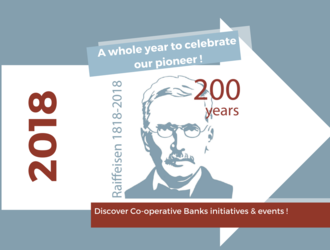 A whole year to celebrate
our pioneer !
2018
Raiffeisen 1818-2018
200
years
Discover Co-operative Banks initiatives & events !